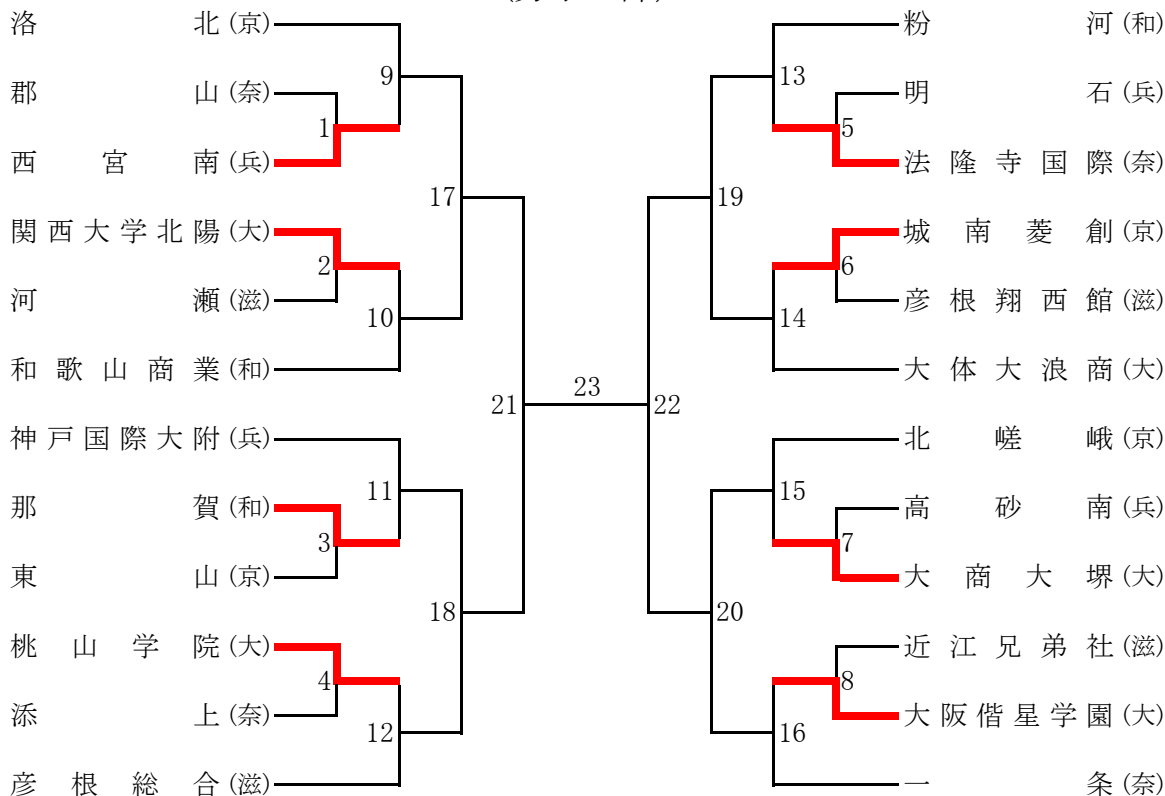 洛北(京)
郡山(奈)
西宮南(兵)
関西大学北陽(大)
河瀬(滋)
和歌山商業(和)
神戸国際大附(兵)
那賀(和)
東山(京)
桃山学院(大)
添上(奈)
彦根総合(滋)
9
1
17
2
10
21
11
3
18
4
12
23
粉河(和)
明石(兵)
法隆寺国際(奈)
城南菱創(京)
彦根翔西館(滋)
大体大浪商(大)
北嵯峨(京)
高砂南(兵)
大商大堺(大)
近江兄弟社(滋)
大阪偕星学園(大)
一条(奈)
13
5
19
6
14
22
15
7
20
8
16